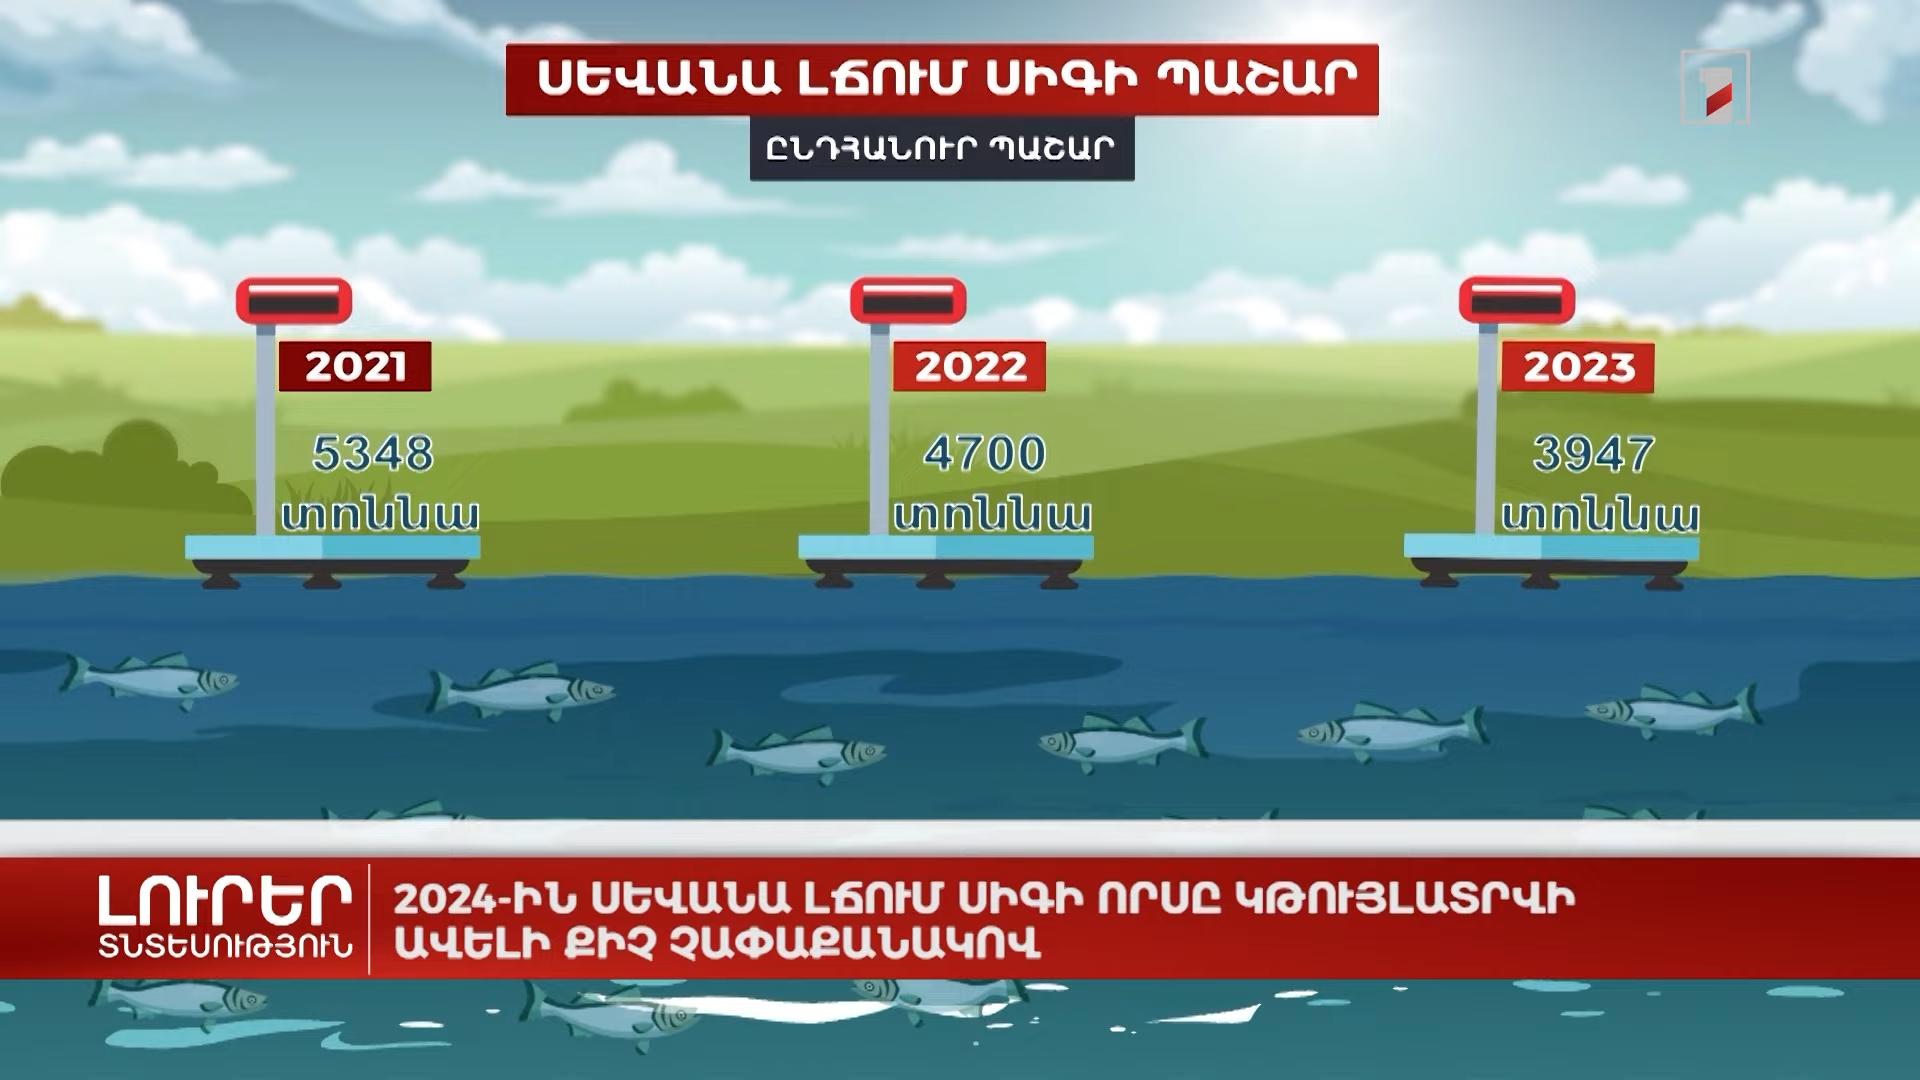 ՍԵՎԱՆԱ ԼՃՈՒՄ ՍԻԳԻ ՊԱՇԱՐ
ԸՆԴՀԱՆՈՒՐ ՊԱՇԱՐ
2021
5348
տոննա
2022
4700
տոննա
2023
3947
տոննա
ԼՈՒՐԵՐ
ՏՆՏԵՍՈՒԹՅՈՒՆ
2024-ԻՆ ՍԵՎԱՆԱ ԼՃՈՒՄ ՍԻԳԻ ՈՐՍԸ ԿԹՈՒՅԼԱՏՐՎԻ
ԱՎԵԼԻ ՔԻՉ ՉԱՓԱՔԱՆԱԿՈՎ